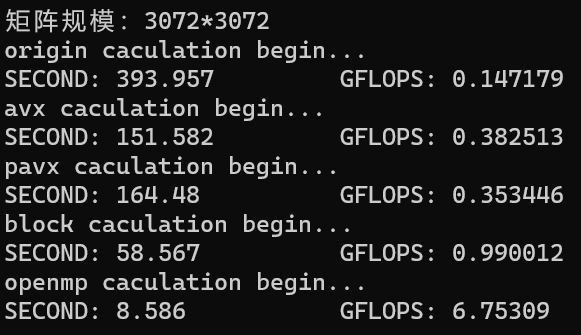 矩阵规模：3072*3072
origin caculation begin...
SECOND: 393.957 GFLOPS: 0.147179
avx caculation begin...
SECOND: 151.582 GFLOPS: 0.382513
pavx caculation begin...
SECOND: 164.48 GFLOPS: 0.353446
block caculation begin...
SECOND: 58.567 GFLOPS: 0.990012
openmp caculation begin...
SECOND: 8.586 GFLOPS: 6.75309